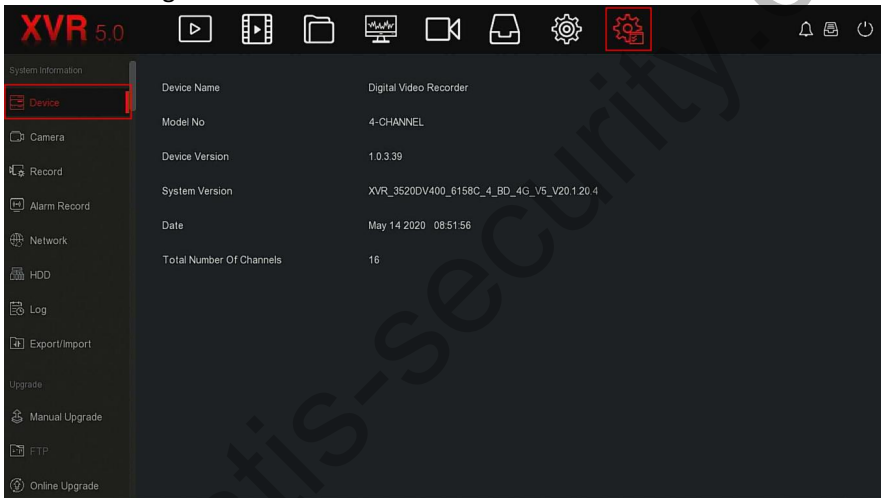 XVR 5.0
System Information
Device
Camera
Record
Alarm Record
Network
HDD
Log
Export/Import
Upgrade
Manual Upgrade
FTP
Online Upgrade
Device Name Digital Video Recorder
Model No 4-CHANNEL
Device Version 1.0.3.39
System Version XVR_3520DV400_6158C_4_BD_4G_V5_V20.1.20.4
Date May 14 2020 08:51:56
Total Number Of Channels 16
tis-security.